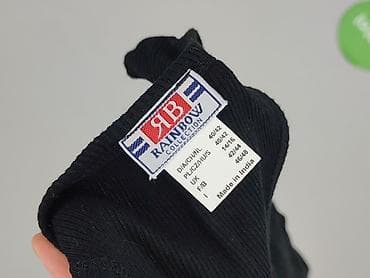 RB
RAINBOW
COLLECTION
D/A/CH/NL 40/42
PL/CZ/HU/S 40/42
UK 14/16
F/B 42/44
I 46/48
Made in India